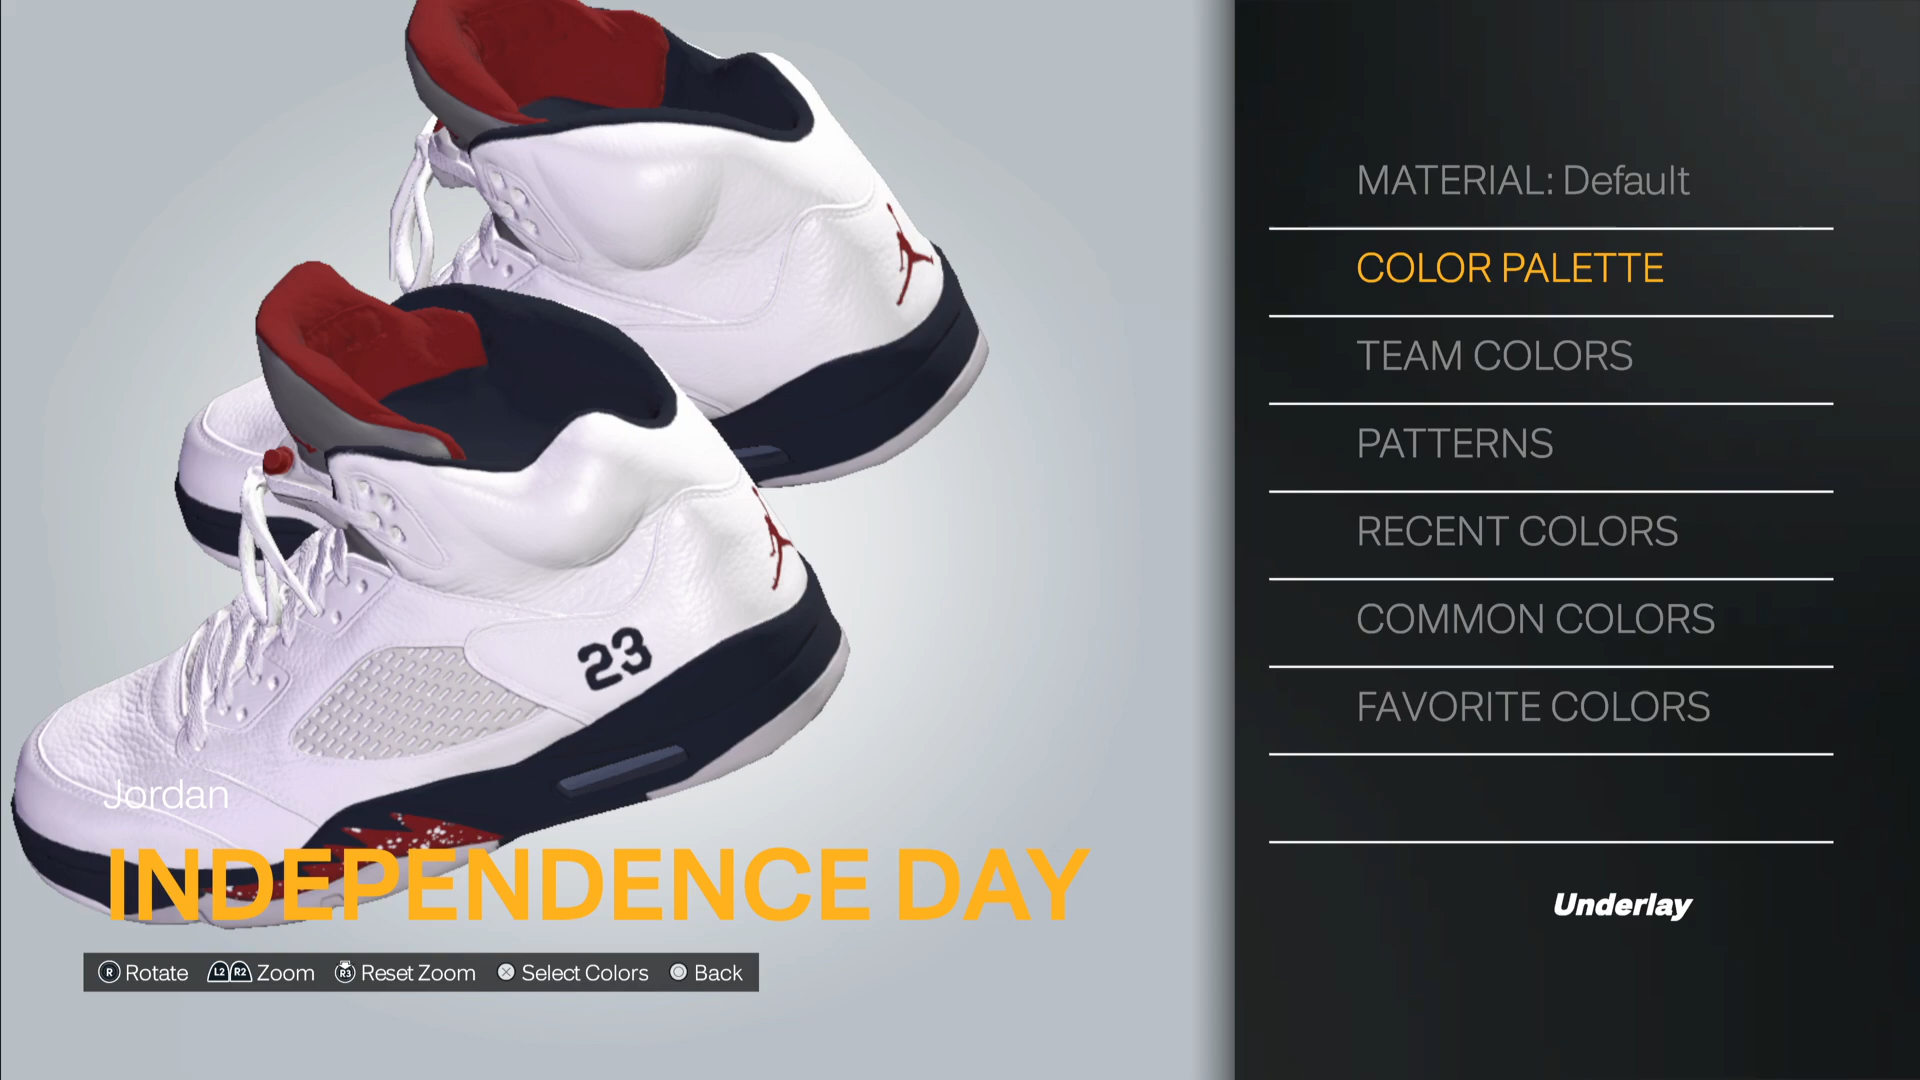 MATERIAL: Default
COLOR PALETTE
TEAM COLORS
PATTERNS
RECENT COLORS
COMMON COLORS
FAVORITE COLORS
Underlay
23
Jordan
INDEPENDENCE DAY
R Rotate L2 R2 Zoom R3 Reset Zoom Select Colors Back